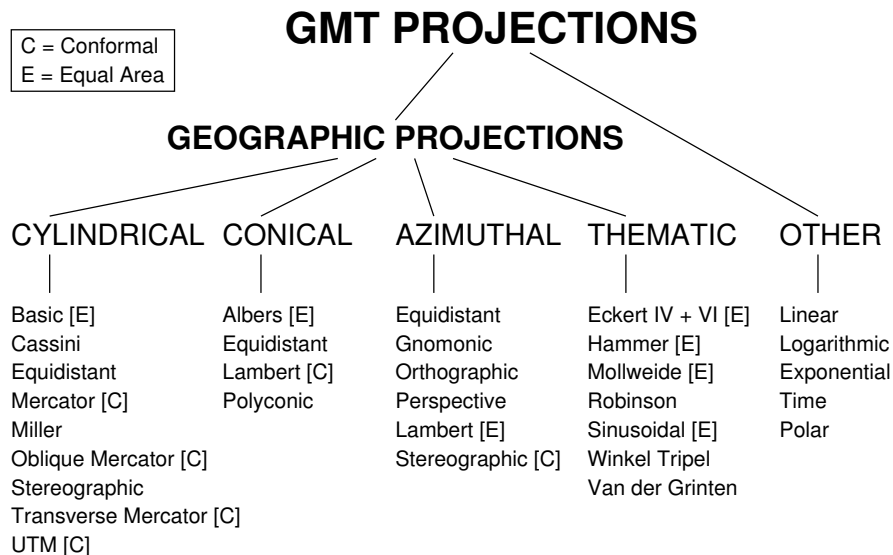 GMT PROJECTIONS
C = Conformal
E = Equal Area
GEOGRAPHIC PROJECTIONS
CYLINDRICAL
Basic [E]
Cassini
Equidistant
Mercator [C]
Miller
Oblique Mercator [C]
Stereographic
Transverse Mercator [C]
UTM [C]
CONICAL
Albers [E]
Equidistant
Lambert [C]
Polyconic
AZIMUTHAL
Equidistant
Gnomonic
Orthographic
Perspective
Lambert [E]
Stereographic [C]
THEMATIC
Eckert IV + VI [E]
Hammer [E]
Mollweide [E]
Robinson
Sinusoidal [E]
Winkel Tripel
Van der Grinten
OTHER
Linear
Logarithmic
Exponential
Time
Polar